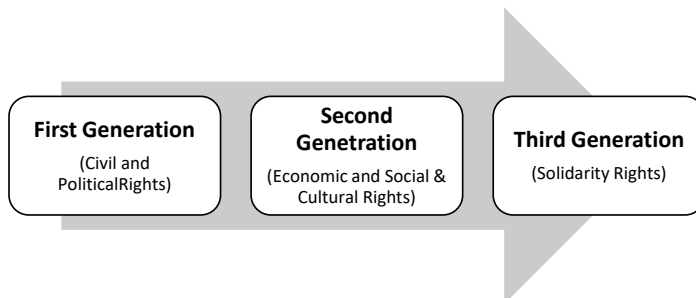 First Generation
(Civil and
PoliticalRights)
Second
Genetration
(Economic and Social &
Cultural Rights)
Third Generation
(Solidarity Rights)